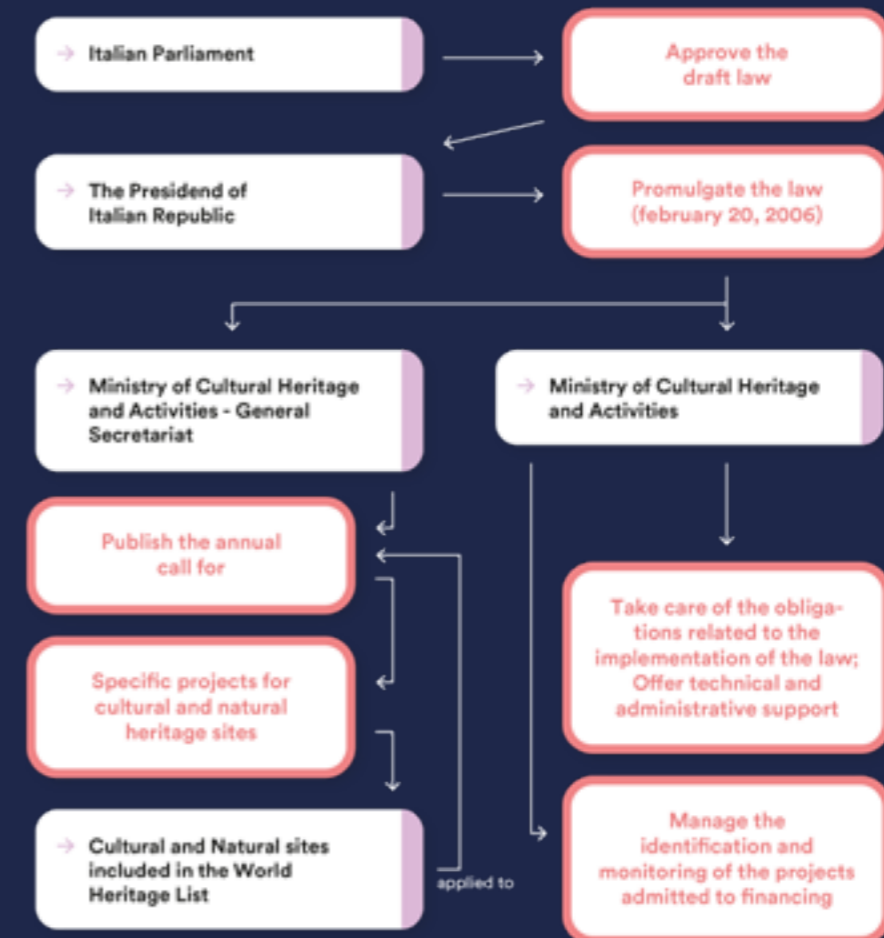 → Italian Parliament
Approve the
draft law
→ The Presidend of
Italian Republic
Promulgate the law
(february 20, 2006)
→ Ministry of Cultural Heritage
and Activities - General
Secretariat
→ Ministry of Cultural Heritage
and Activities
Publish the annual
call for
Specific projects for
cultural and natural
heritage sites
→ Cultural and Natural sites
included in the World
Heritage List
applied to
Take care of the obliga-
tions related to the
implementation of the law;
Offer technical and
administrative support
Manage the
identification and
monitoring of the projects
admitted to financing